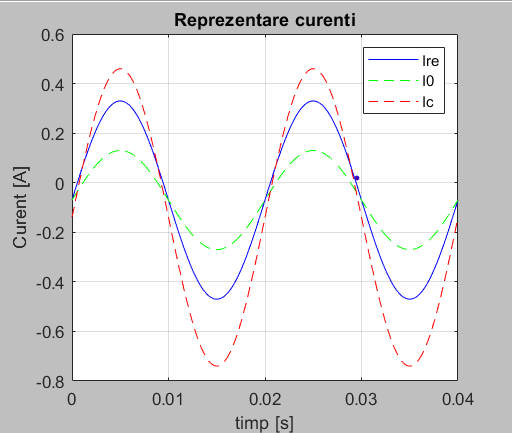 Reprezentare curenti
Ire
I0
Ic
Curent [A]
0.6
0.4
0.2
0
-0.2
-0.4
-0.6
-0.8
0
0.01
0.02
0.03
0.04
timp [s]